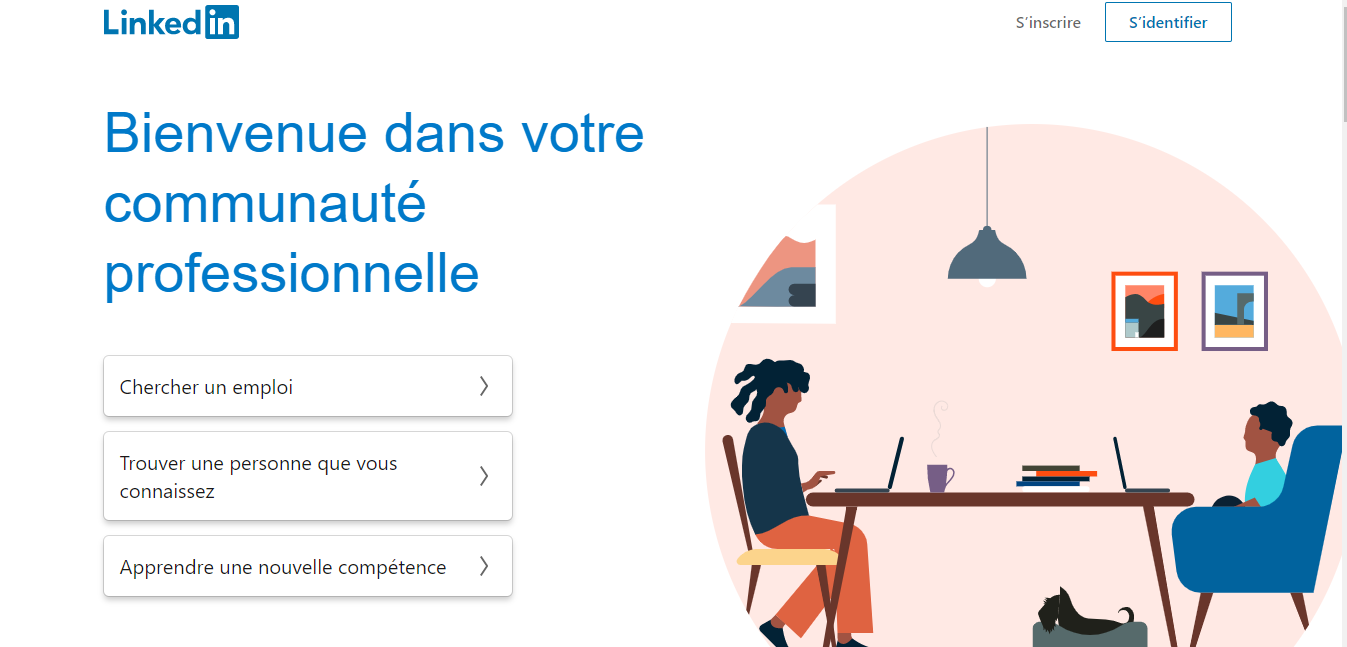 LinkedIn
S'inscrire
S'identifier
Bienvenue dans votre
communauté
professionnelle
Chercher un emploi
Trouver une personne que vous
connaissez
Apprendre une nouvelle compétence